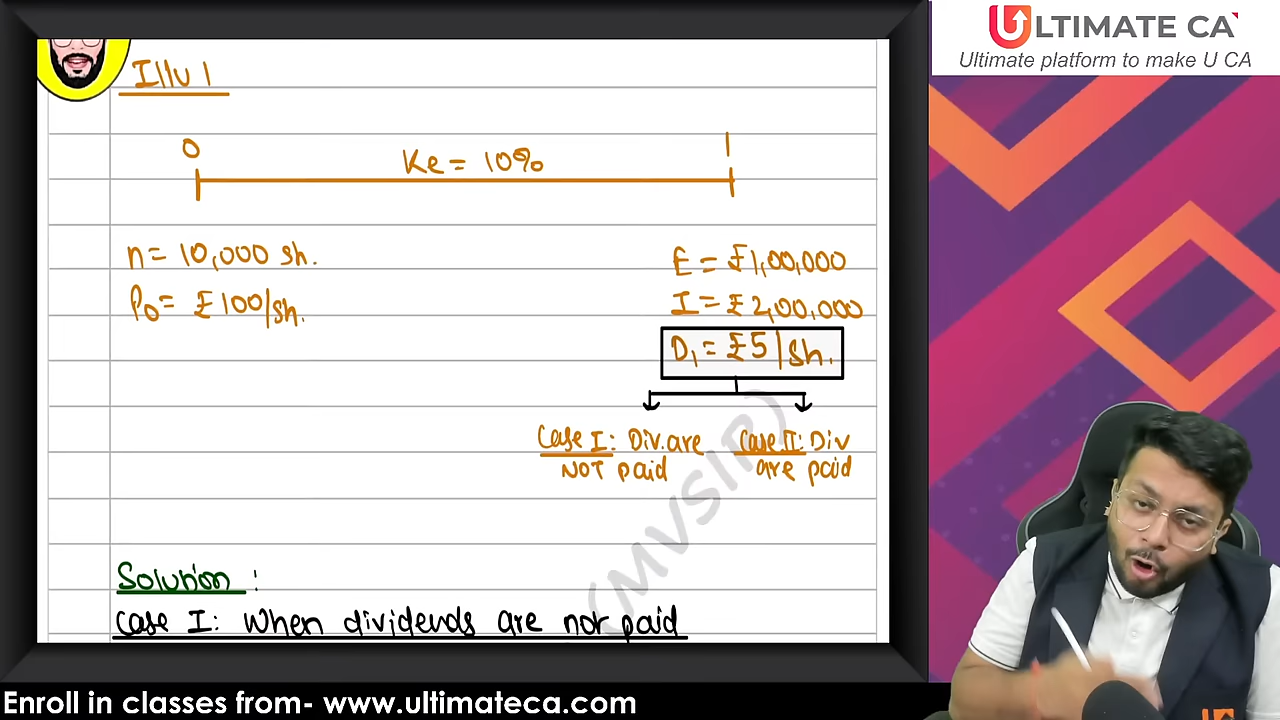 ULTIMATE CA
Ultimate platform to make U CA
Illu 1
0
1
Ke = 10%
n = 10,000 sh.
P0 = ₹100/sh.
E = ₹1,00,000
I = ₹2,00,000
D1 = ₹5/sh.
Case I: Div. are
NOT paid
Case II: Div
are paid
(MVSIR)
Solution:
Case I: When dividends are not paid
Enroll in classes from- www.ultimateca.com